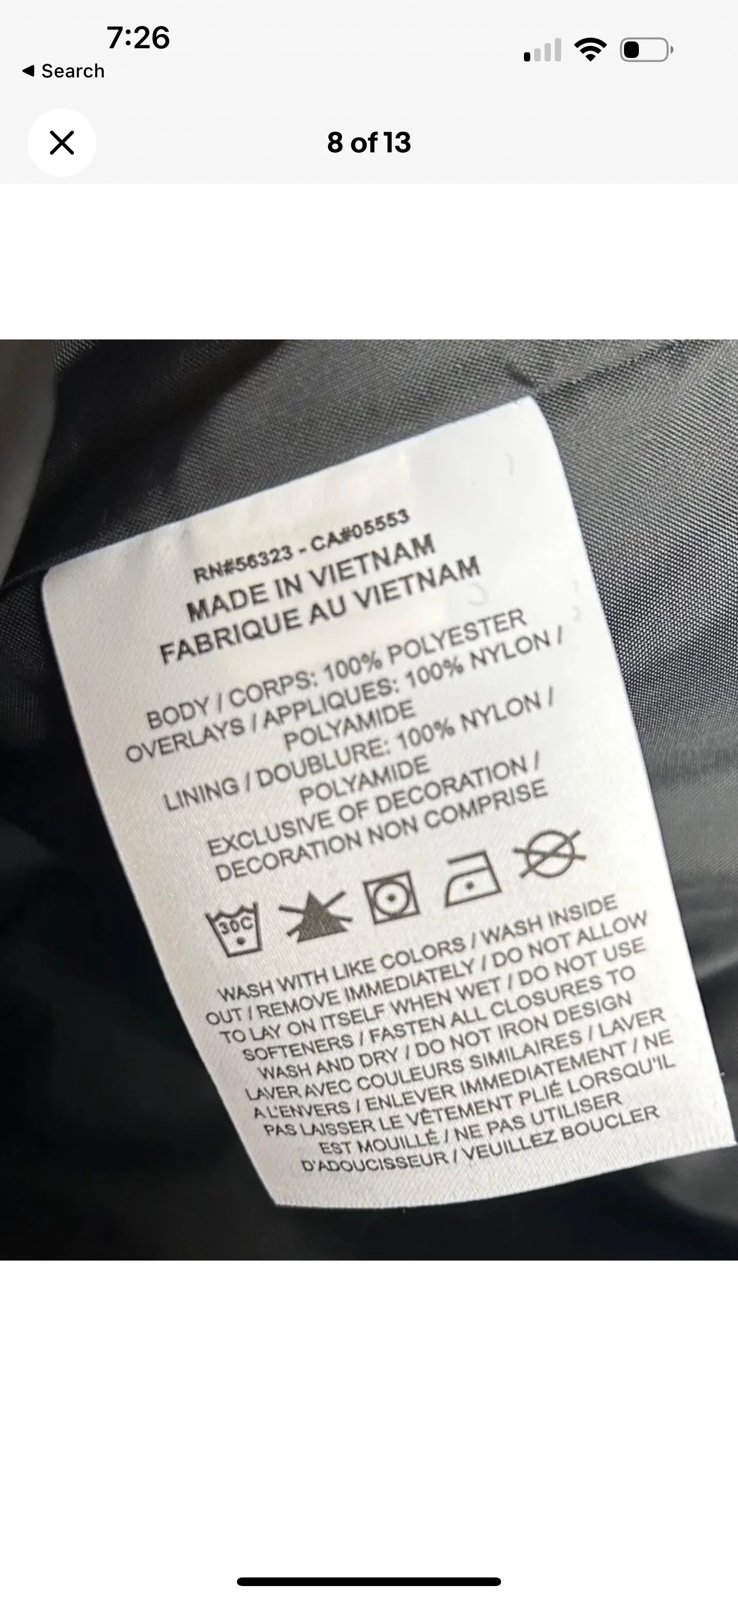 7:26
Search
8 of 13
RN#56323 - CA#05553
MADE IN VIETNAM
FABRIQUE AU VIETNAM
BODY / CORPS: 100% POLYESTER
OVERLAYS / APPLIQUES: 100% NYLON /
POLYAMIDE
LINING / DOUBLURE: 100% NYLON /
POLYAMIDE
EXCLUSIVE OF DECORATION /
DECORATION NON COMPRISE
30C
WASH WITH LIKE COLORS / WASH INSIDE
OUT / REMOVE IMMEDIATELY / DO NOT ALLOW
TO LAY ON ITSELF WHEN WET / DO NOT USE
SOFTENERS / FASTEN ALL CLOSURES TO
WASH AND DRY / DO NOT IRON DESIGN
LAVER AVEC COULEURS SIMILAIRES / LAVER
A L'ENVERS / ENLEVER IMMEDIATEMENT / NE
PAS LAISSER LE VÊTEMENT PLIÉ LORSQU'IL
EST MOUILLÉ / NE PAS UTILISER
D'ADOUCISSEUR / VEUILLEZ BOUCLER